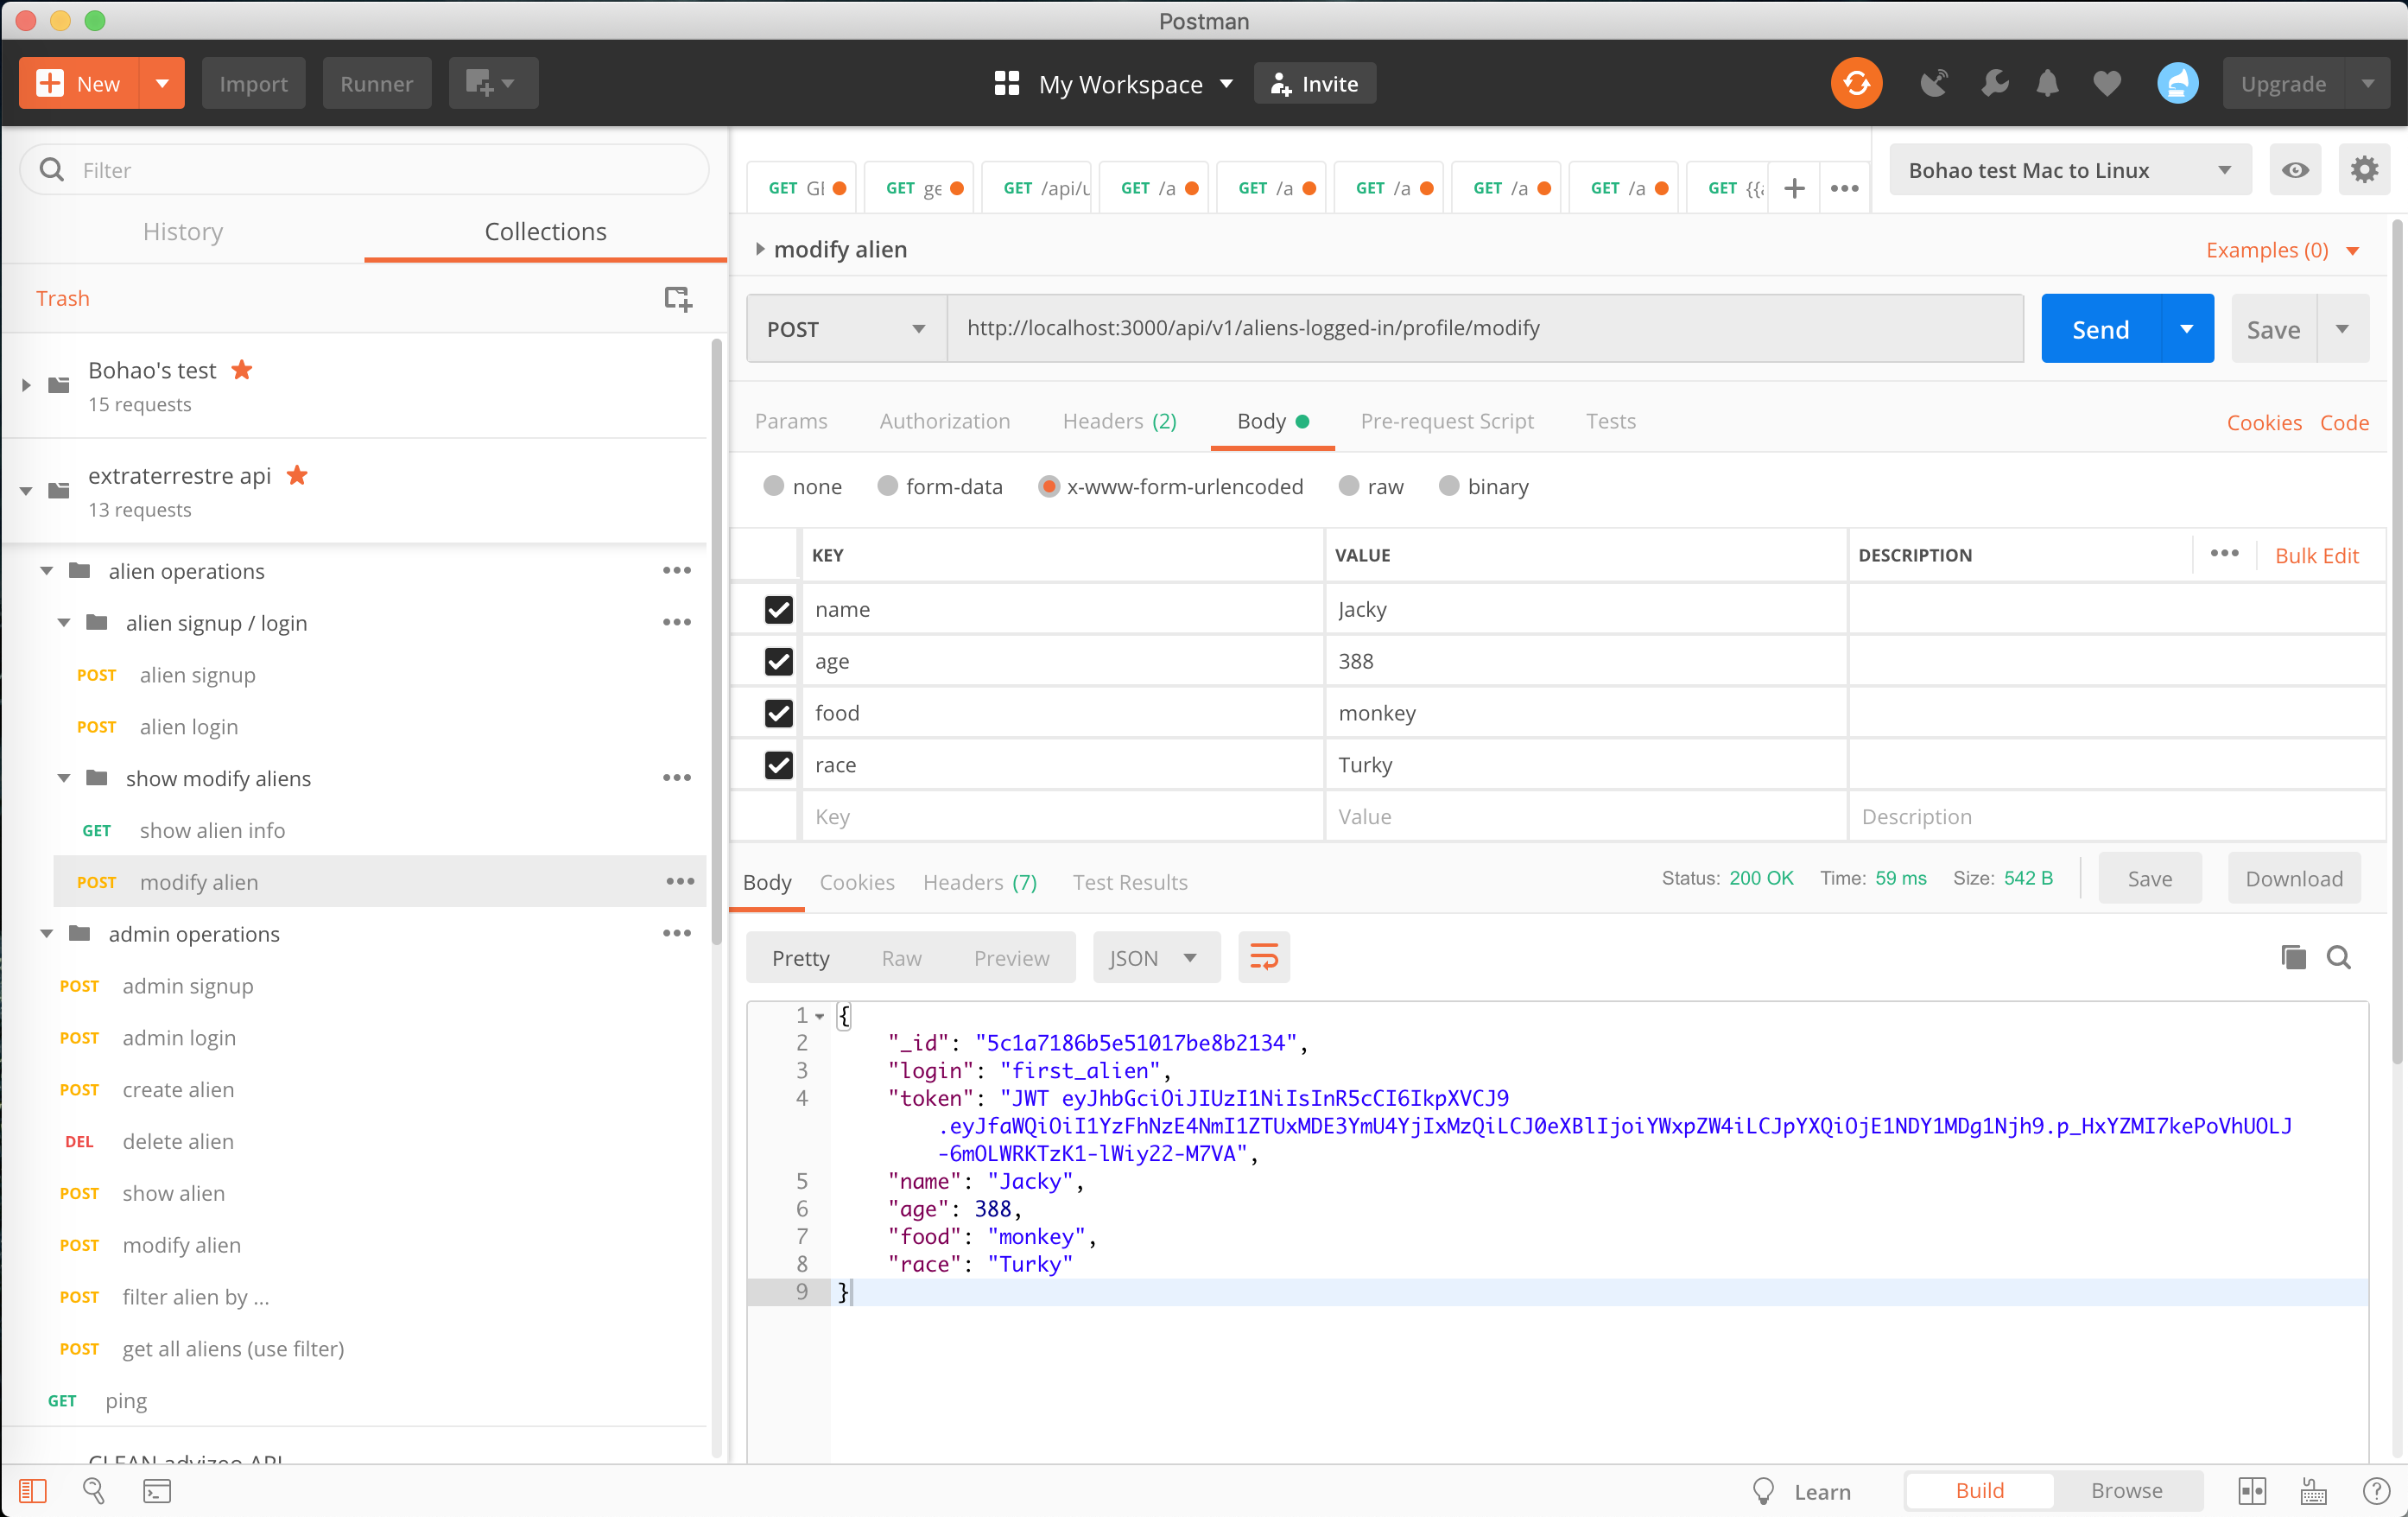 Postman
New
Import
Runner
My Workspace
Invite
Upgrade
Filter
History
Collections
Trash
Bohao's test
15 requests
extraterrestre api
13 requests
alien operations
alien signup / login
POST alien signup
POST alien login
show modify aliens
GET show alien info
POST modify alien
admin operations
POST admin signup
POST admin login
POST create alien
DEL delete alien
POST show alien
POST modify alien
POST filter alien by ...
POST get all aliens (use filter)
GET ping
CLEAN advizeo API
GET
GET ge
GET /api/u
GET /a
GET /a
GET /a
GET /a
GET /a
GET {{
Bohao test Mac to Linux
modify alien
Examples (0)
POST
http://localhost:3000/api/v1/aliens-logged-in/profile/modify
Send
Save
Params
Authorization
Headers (2)
Body
Pre-request Script
Tests
Cookies
Code
none
form-data
x-www-form-urlencoded
raw
binary
KEY
VALUE
DESCRIPTION
Bulk Edit
name
Jacky
age
388
food
monkey
race
Turky
Key
Value
Description
Body
Cookies
Headers (7)
Test Results
Status: 200 OK
Time: 59 ms
Size: 542 B
Save
Download
Pretty
Raw
Preview
JSON
1 {
2 "_id": "5c1a7186b5e51017be8b2134",
3 "login": "first_alien",
4 "token": "JWT eyJhbGciOiJIUzI1NiIsInR5cCI6IkpXVCJ9
.eyJfaWQiOiI1YzFhNzE4NmI1ZTUxMDE3YmU4YjIxMzQiLCJ0eXBlIjoiYWxpZW4iLCJpYXQiOjE1NDY1MDg1Njh9.p_HxYZMI7kePoVhUOLJ
-6mOLWRKTzK1-lWiy22-M7VA",
5 "name": "Jacky",
6 "age": 388,
7 "food": "monkey",
8 "race": "Turky"
9 }
Learn
Build
Browse